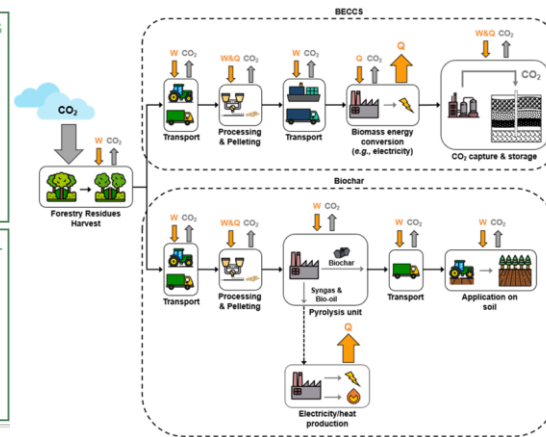 BECCS
W CO₂
W&Q CO₂
W CO₂
Q CO₂
Q
W&Q CO₂
CO₂
Transport
Processing
& Pelleting
Transport
Biomass energy
conversion
(e.g., electricity)
CO₂
CO₂ capture & storage
W CO₂
Forestry Residues
Harvest
Biochar
W CO₂
W&Q CO₂
W CO₂
W CO₂
W CO₂
Biochar
Syngas &
Bio-oil
Transport
Processing
& Pelleting
Pyrolysis unit
Transport
Application on
soil
Q
Electricity/heat
production